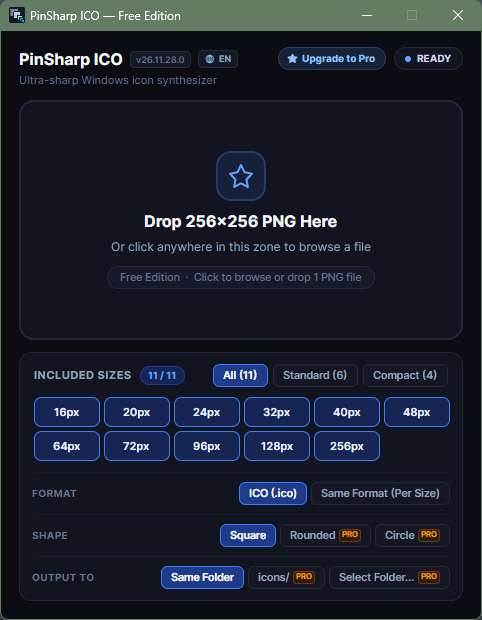 PinSharp ICO — Free Edition
PinSharp ICO v26.11.28.0 EN Upgrade to Pro READY
Ultra-sharp Windows icon synthesizer
Drop 256×256 PNG Here
Or click anywhere in this zone to browse a file
Free Edition · Click to browse or drop 1 PNG file
INCLUDED SIZES 11 / 11 All (11) Standard (6) Compact (4)
16px 20px 24px 32px 40px 48px
64px 72px 96px 128px 256px
FORMAT ICO (.ico) Same Format (Per Size)
SHAPE Square Rounded PRO Circle PRO
OUTPUT TO Same Folder icons/ PRO Select Folder... PRO